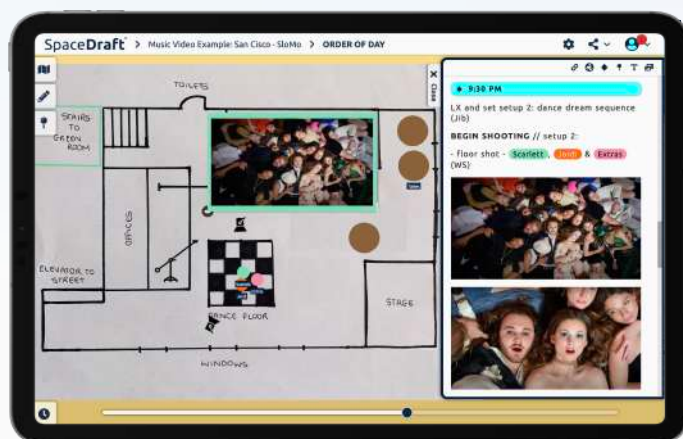 SpaceDraft > Music Video Example: San Cisco - SloMo > ORDER OF DAY
Close
TOILETS
STAIRS
TO
GREEN
ROOM
OFFICES
ELEVATOR TO
STREET
DANCE FLOOR
STAGE
WINDOWS
9:30 PM
LX and set setup 2: dance dream sequence
(Jib)
BEGIN SHOOTING // setup 2:
- floor shot - Scarlett, Jordi & Extras
(WS)